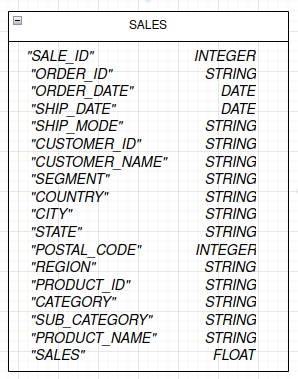 SALES
"SALE_ID" INTEGER
"ORDER_ID" STRING
"ORDER_DATE" DATE
"SHIP_DATE" DATE
"SHIP_MODE" STRING
"CUSTOMER_ID" STRING
"CUSTOMER_NAME" STRING
"SEGMENT" STRING
"COUNTRY" STRING
"CITY" STRING
"STATE" STRING
"POSTAL_CODE" INTEGER
"REGION" STRING
"PRODUCT_ID" STRING
"CATEGORY" STRING
"SUB_CATEGORY" STRING
"PRODUCT_NAME" STRING
"SALES" FLOAT